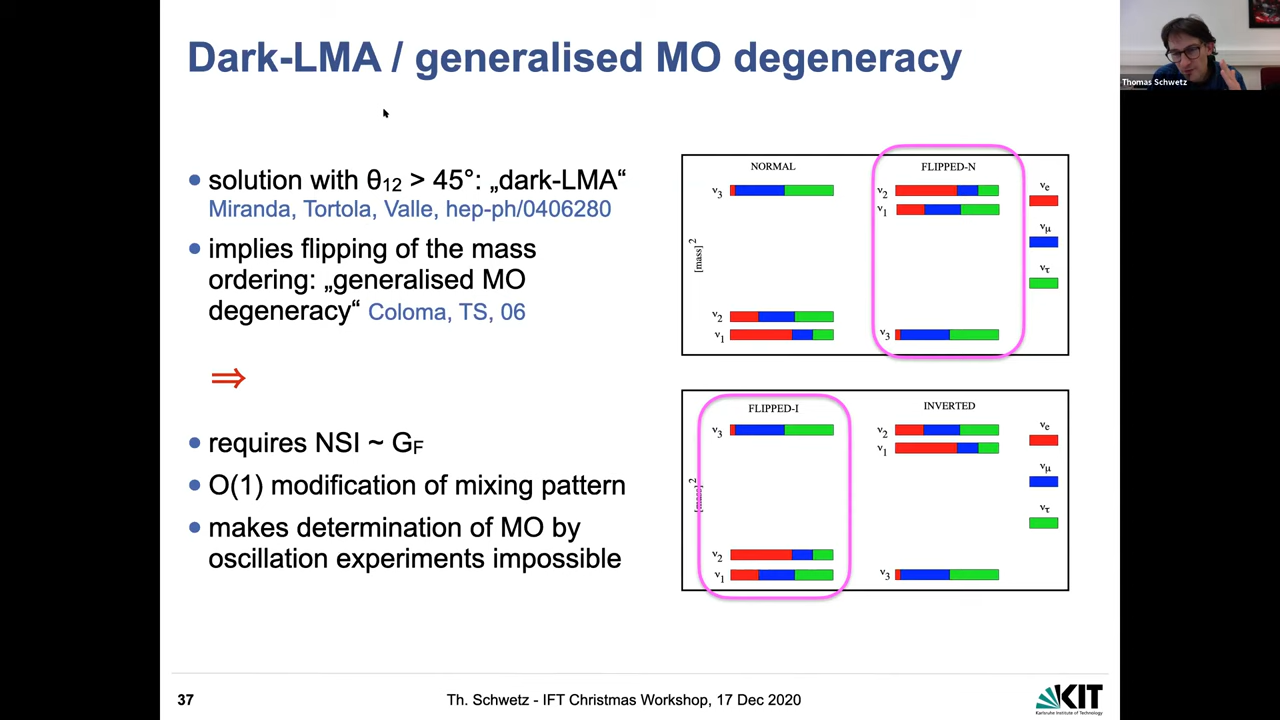 Dark-LMA / generalised MO degeneracy
Thomas Schwetz
• solution with θ₁₂ > 45°: „dark-LMA“
Miranda, Tortola, Valle, hep-ph/0406280
• implies flipping of the mass
ordering: „generalised MO
degeneracy“ Coloma, TS, 06
⇒
• requires NSI ~ G_F
• O(1) modification of mixing pattern
• makes determination of MO by
oscillation experiments impossible
NORMAL
FLIPPED-N
ν₃
ν₂
ν₁
[mass]²
ν₂
ν₁
ν₃
νe
νμ
ντ
FLIPPED-I
INVERTED
ν₃
ν₂
ν₁
[mass]²
ν₂
ν₁
ν₃
νe
νμ
ντ
37
Th. Schwetz - IFT Christmas Workshop, 17 Dec 2020
KIT
Karlsruhe Institute of Technology